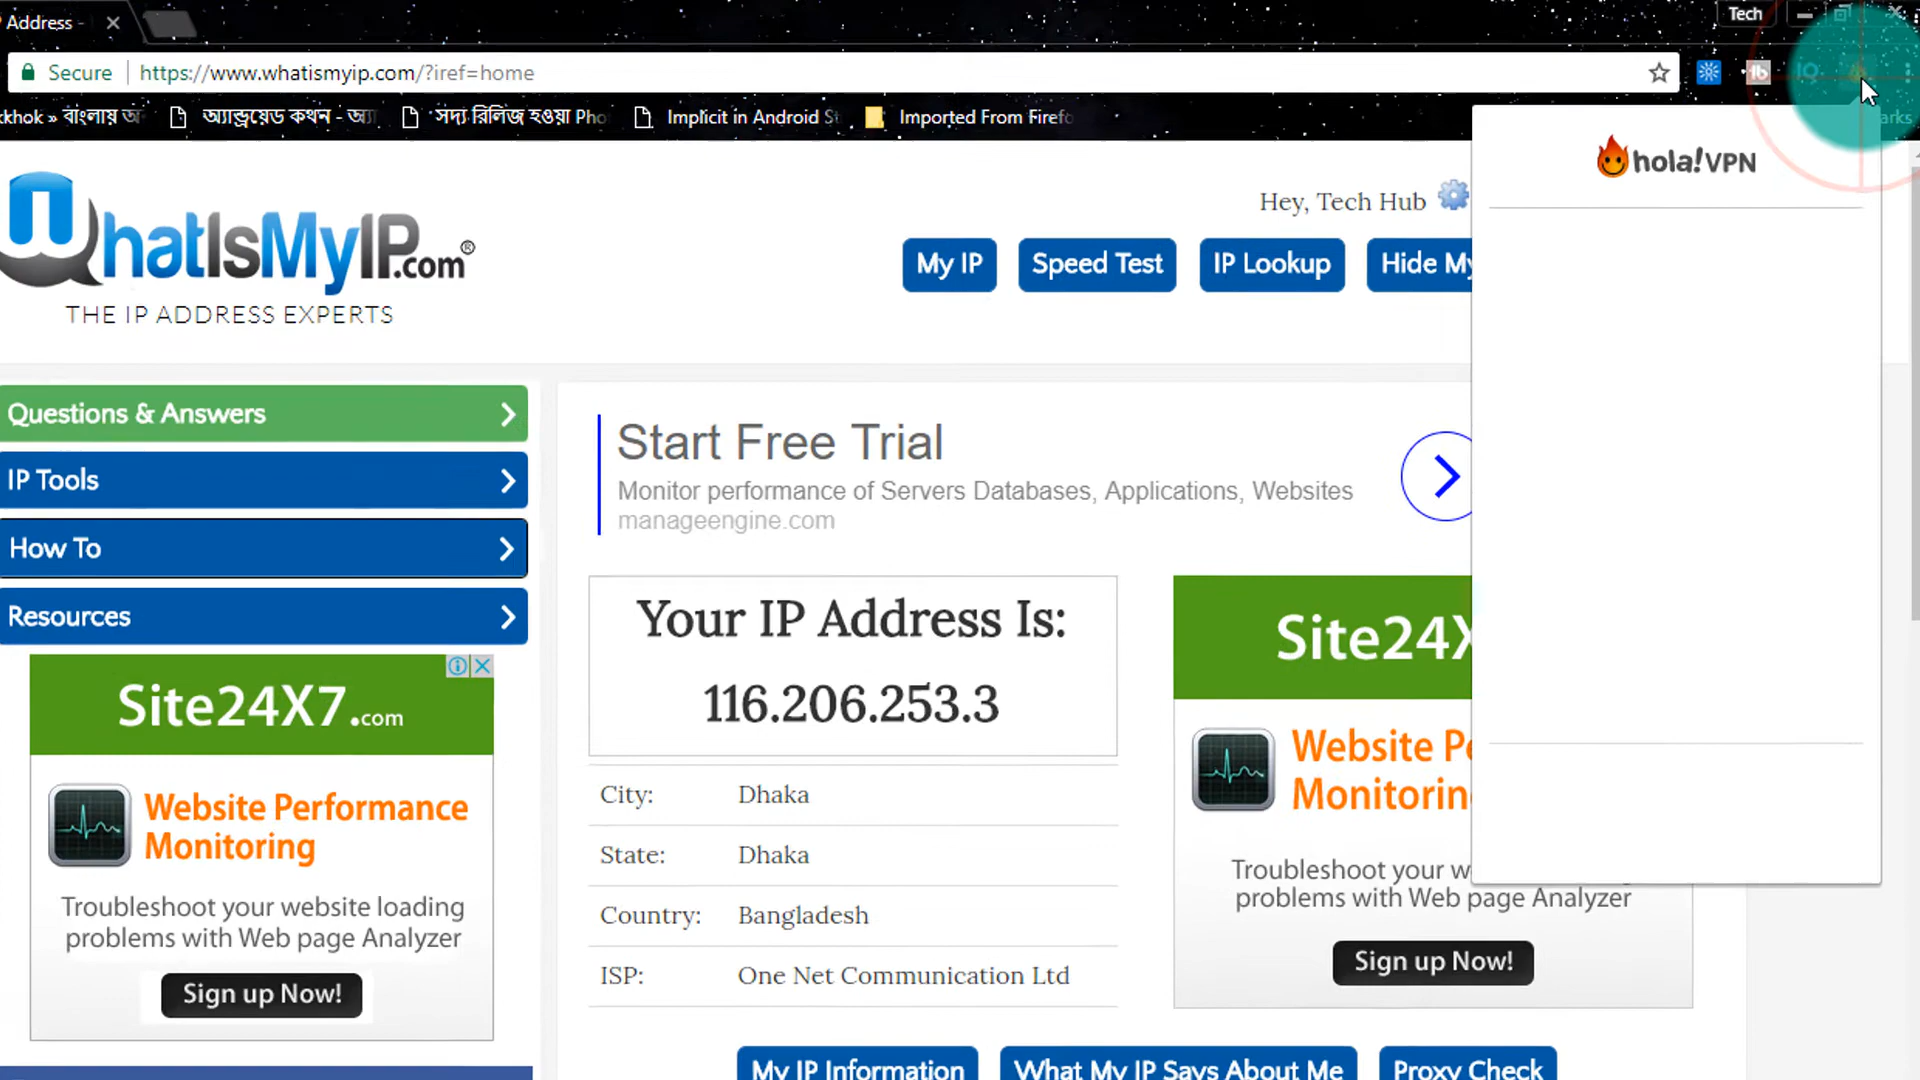 Address -
Tech
Secure
https://www.whatismyip.com/?iref=home
khok » বাংলায় অ
অ্যান্ড্রয়েড কথন - অ্যা
সদ্য রিলিজ হওয়া Pho
Implicit in Android S
Imported From Firefo
arks
hola!VPN
WhatIsMyIP.com®
THE IP ADDRESS EXPERTS
Hey, Tech Hub
My IP
Speed Test
IP Lookup
Hide My
Questions & Answers
IP Tools
How To
Resources
Start Free Trial
Monitor performance of Servers Databases, Applications, Websites
manageengine.com
Your IP Address Is:
116.206.253.3
City: Dhaka
State: Dhaka
Country: Bangladesh
ISP: One Net Communication Ltd
Site24X7.com
Website Performance
Monitoring
Troubleshoot your website loading
problems with Web page Analyzer
Sign up Now!
Site24X
Website Pe
Monitorin
Troubleshoot your w
problems with Web page Analyzer
Sign up Now!
My IP Information
What My IP Says About Me
Proxy Check